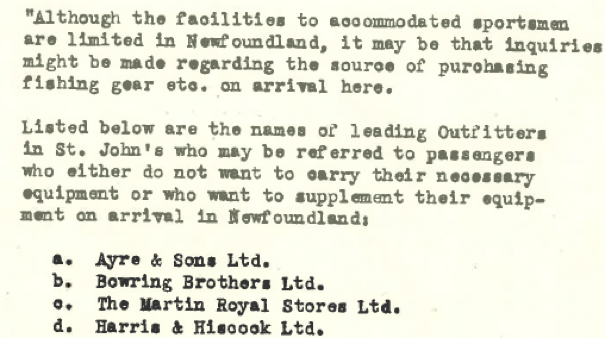 "Although the facilities to accommodated sportsmen
are limited in Newfoundland, it may be that inquiries
might be made regarding the source of purchasing
fishing gear etc. on arrival here.
Listed below are the names of leading Outfitters
in St. John's who may be referred to passengers
who either do not want to carry their necessary
equipment or who want to supplement their equip-
ment on arrival in Newfoundland:
a. Ayre & Sons Ltd.
b. Bowring Brothers Ltd.
c. The Martin Royal Stores Ltd.
d. Harris & Hiscock Ltd.